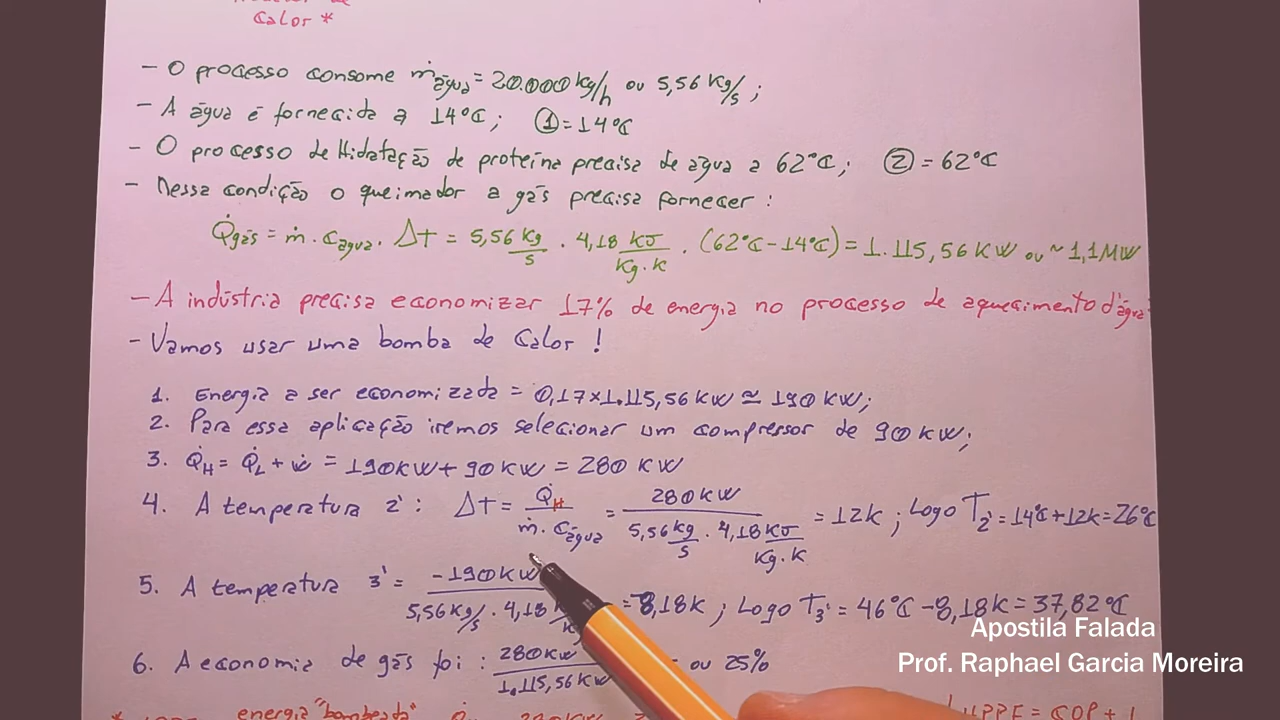 Calor *
- O processo consome ṁágua = 20.000 kg/h ou 5,56 Kg/s ;
- A água é fornecida a 14°C ; ① = 14°C
- O processo de Hidratação de proteína precisa de água a 62°C ; ② = 62°C
- Nessa condição o queimador a gás precisa fornecer :
Q̇gás = ṁ . Cágua . Δt = 5,56 Kg/s . 4,18 KJ/Kg.K . (62°C - 14°C) = 1.115,56 KW ou ~ 1,1 MW
- A indústria precisa economizar 17% de energia no processo de aquecimento d'água
- Vamos usar uma bomba de Calor !
1. Energia a ser economizada = 0,17 x 1.115,56 KW ≃ 190 KW ;
2. Para essa aplicação iremos selecionar um compressor de 90 KW ;
3. Q̇H = Q̇L + ẇ = 190 KW + 90 KW = 280 KW
4. A temperatura 2' : Δt = Q̇H / ṁ . Cágua = 280 KW / 5,56 kg/s . 4,18 KJ/Kg.K = 12K ; Logo T2' = 14°C + 12K = 26°C
5. A temperatura 3' = -190 KW / 5,56 Kg/s . 4,18 = -8,18K ; Logo T3' = 46°C - 8,18K = 37,82°C
Apostila Falada
Prof. Raphael Garcia Moreira
6. A economia de gás foi : 280 KW / 1.115,56 KW ou 25%
energia "bombeada"
COP + 1